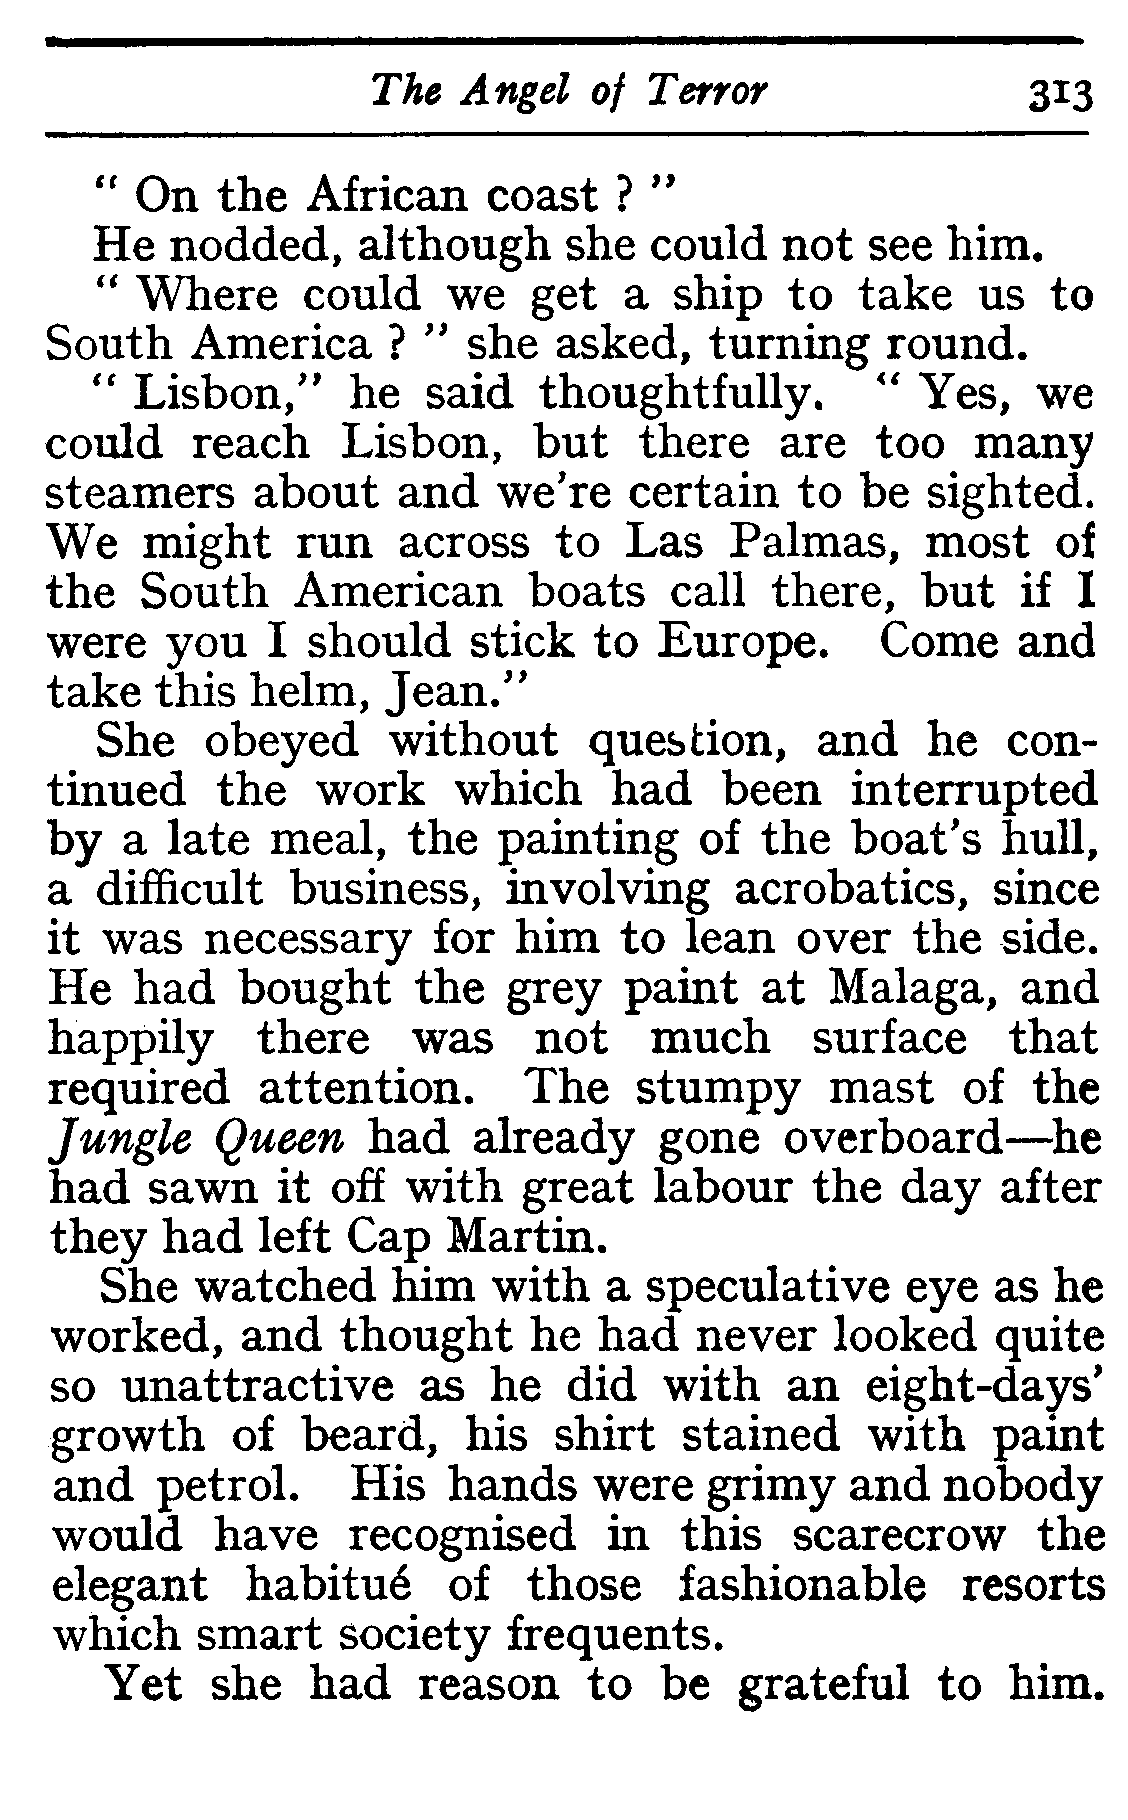 The Angel of Terror 313
“ On the African coast ? ”
He nodded, although she could not see him.
“ Where could we get a ship to take us to
South America ? ” she asked, turning round.
“ Lisbon,” he said thoughtfully. “ Yes, we
could reach Lisbon, but there are too many
steamers about and we’re certain to be sighted.
We might run across to Las Palmas, most of
the South American boats call there, but if I
were you I should stick to Europe. Come and
take this helm, Jean.”
She obeyed without question, and he con-
tinued the work which had been interrupted
by a late meal, the painting of the boat’s hull,
a difficult business, involving acrobatics, since
it was necessary for him to lean over the side.
He had bought the grey paint at Malaga, and
happily there was not much surface that
required attention. The stumpy mast of the
Jungle Queen had already gone overboard—he
had sawn it off with great labour the day after
they had left Cap Martin.
She watched him with a speculative eye as he
worked, and thought he had never looked quite
so unattractive as he did with an eight-days’
growth of beard, his shirt stained with paint
and petrol. His hands were grimy and nobody
would have recognised in this scarecrow the
elegant habitué of those fashionable resorts
which smart society frequents.
Yet she had reason to be grateful to him.